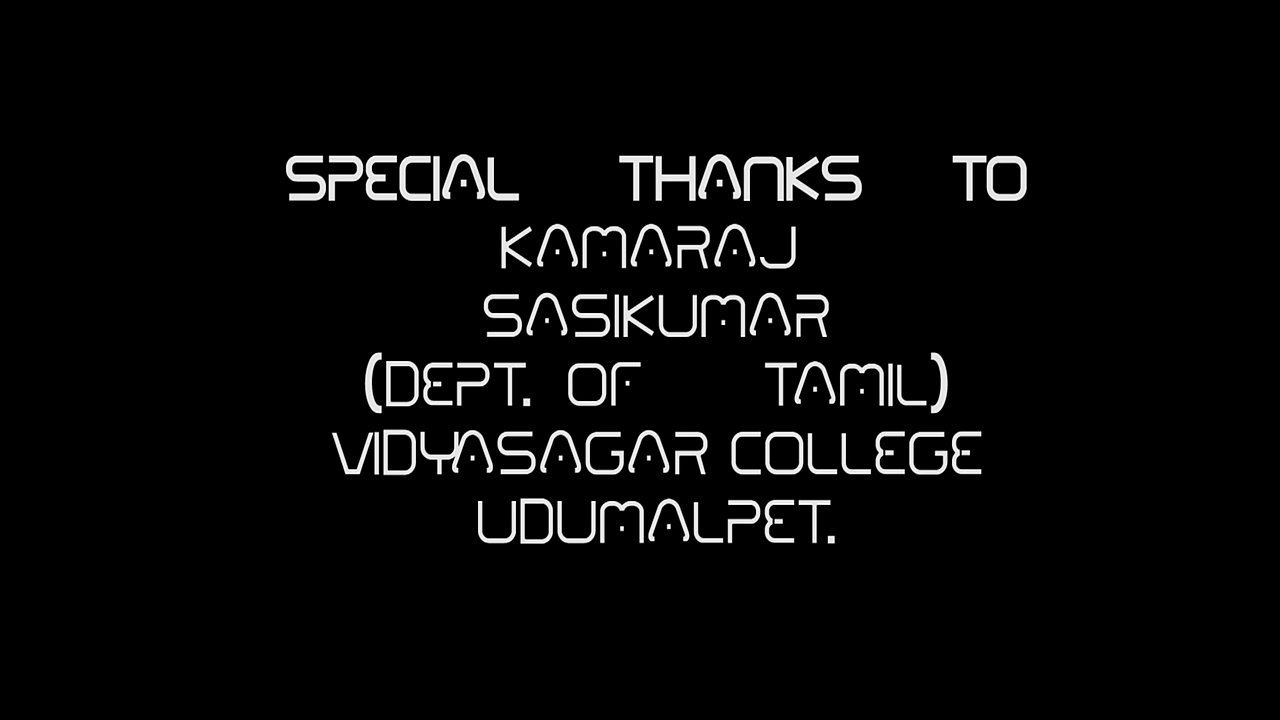 SPECIAL THANKS TO
KAMARAJ
SASIKUMAR
(DEPT. OF TAMIL)
VIDYASAGAR COLLEGE
UDUMALPET.